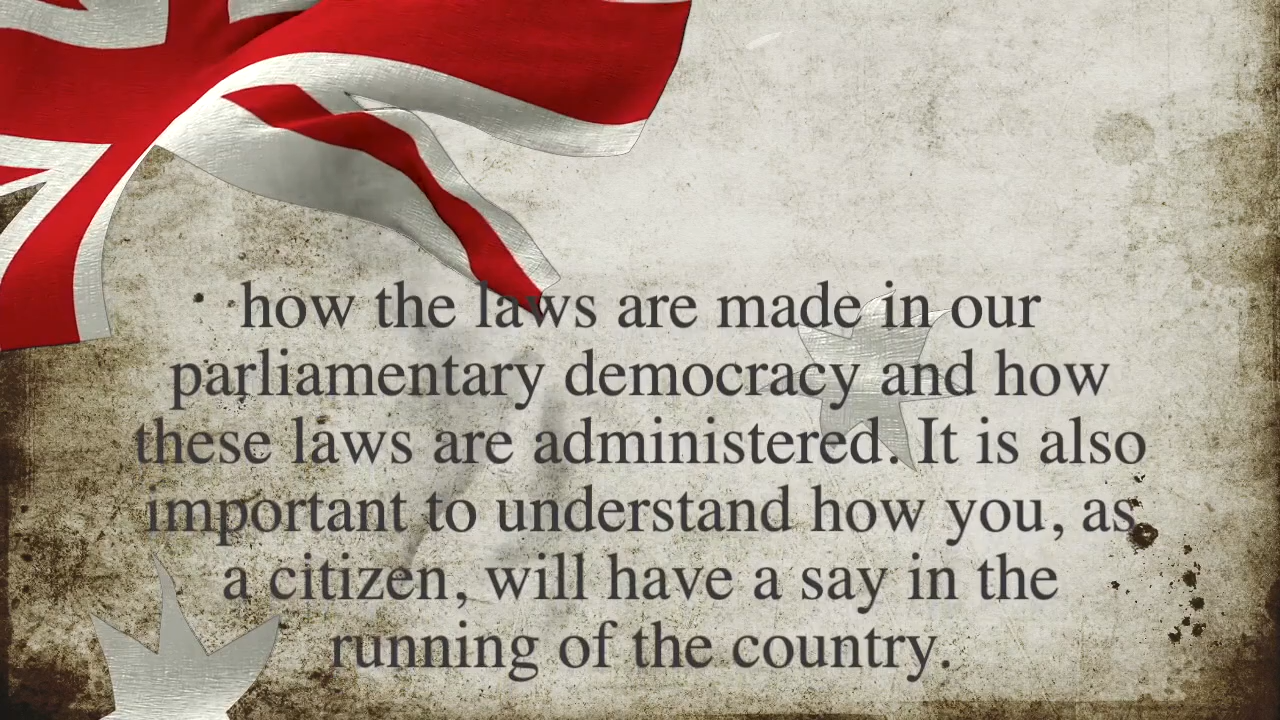 how the laws are made in our
parliamentary democracy and how
these laws are administered. It is also
important to understand how you, as
a citizen, will have a say in the
running of the country.